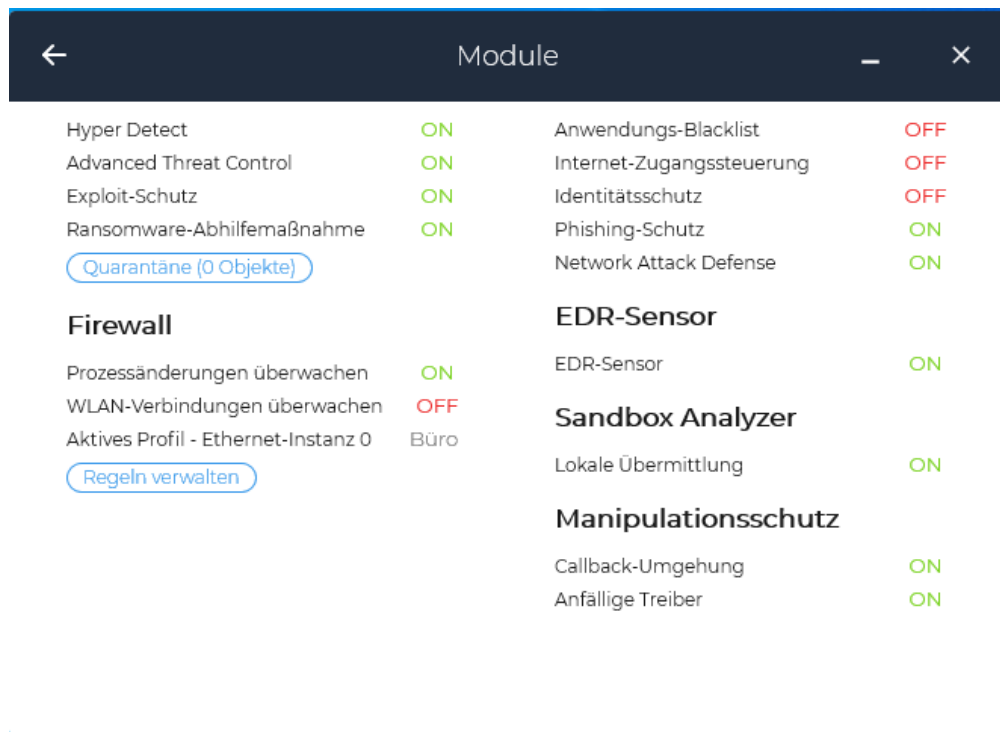 Module
Hyper Detect ON
Advanced Threat Control ON
Exploit-Schutz ON
Ransomware-Abhilfemaßnahme ON
Quarantäne (0 Objekte)
Firewall
Prozessänderungen überwachen ON
WLAN-Verbindungen überwachen OFF
Aktives Profil - Ethernet-Instanz 0 Büro
Regeln verwalten
Anwendungs-Blacklist OFF
Internet-Zugangssteuerung OFF
Identitätsschutz OFF
Phishing-Schutz ON
Network Attack Defense ON
EDR-Sensor
EDR-Sensor ON
Sandbox Analyzer
Lokale Übermittlung ON
Manipulationsschutz
Callback-Umgehung ON
Anfällige Treiber ON